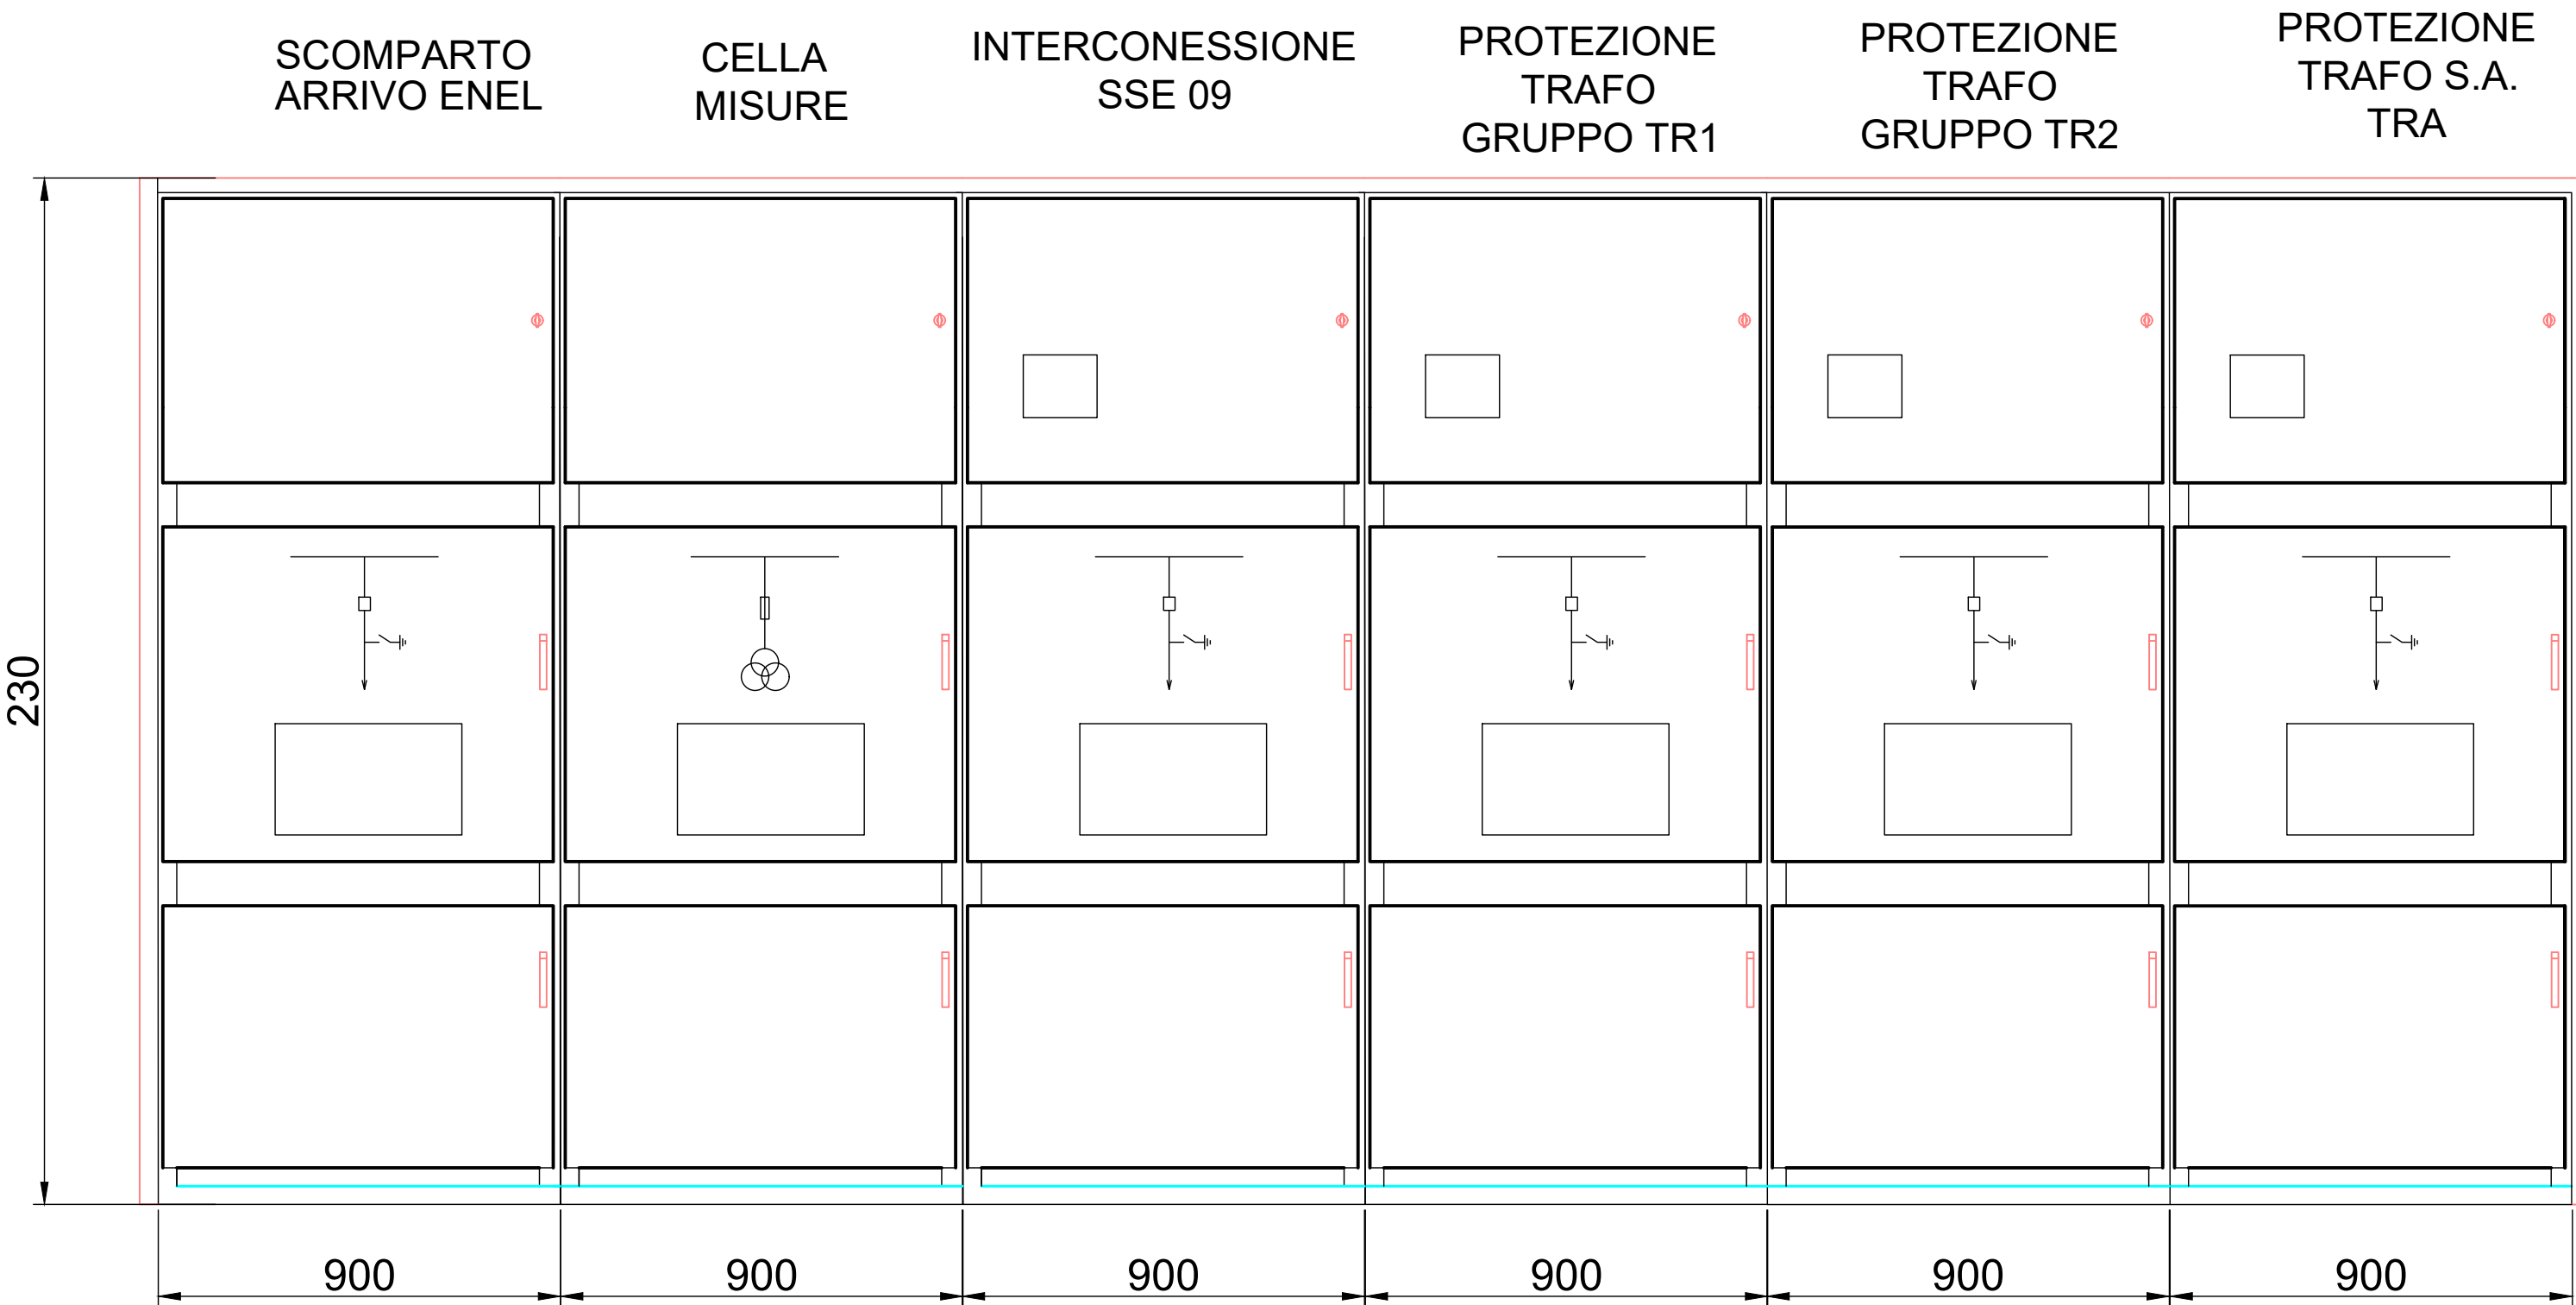 SCOMPARTO
ARRIVO ENEL
CELLA
MISURE
INTERCONESSIONE
SSE 09
PROTEZIONE
TRAFO
GRUPPO TR1
PROTEZIONE
TRAFO
GRUPPO TR2
PROTEZIONE
TRAFO S.A.
TRA
230
900
900
900
900
900
900